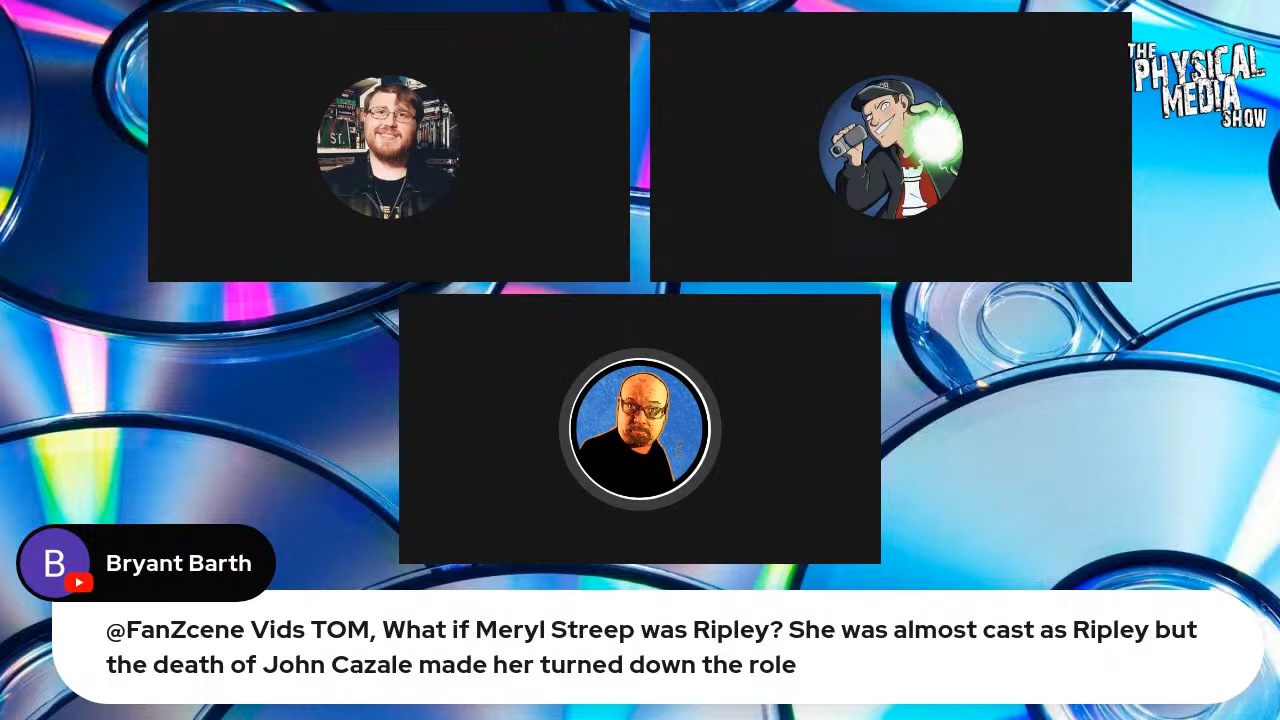 THE
PHYSICAL
MEDIA
SHOW
ST.
B
Bryant Barth
@FanZcene Vids TOM, What if Meryl Streep was Ripley? She was almost cast as Ripley but
the death of John Cazale made her turned down the role